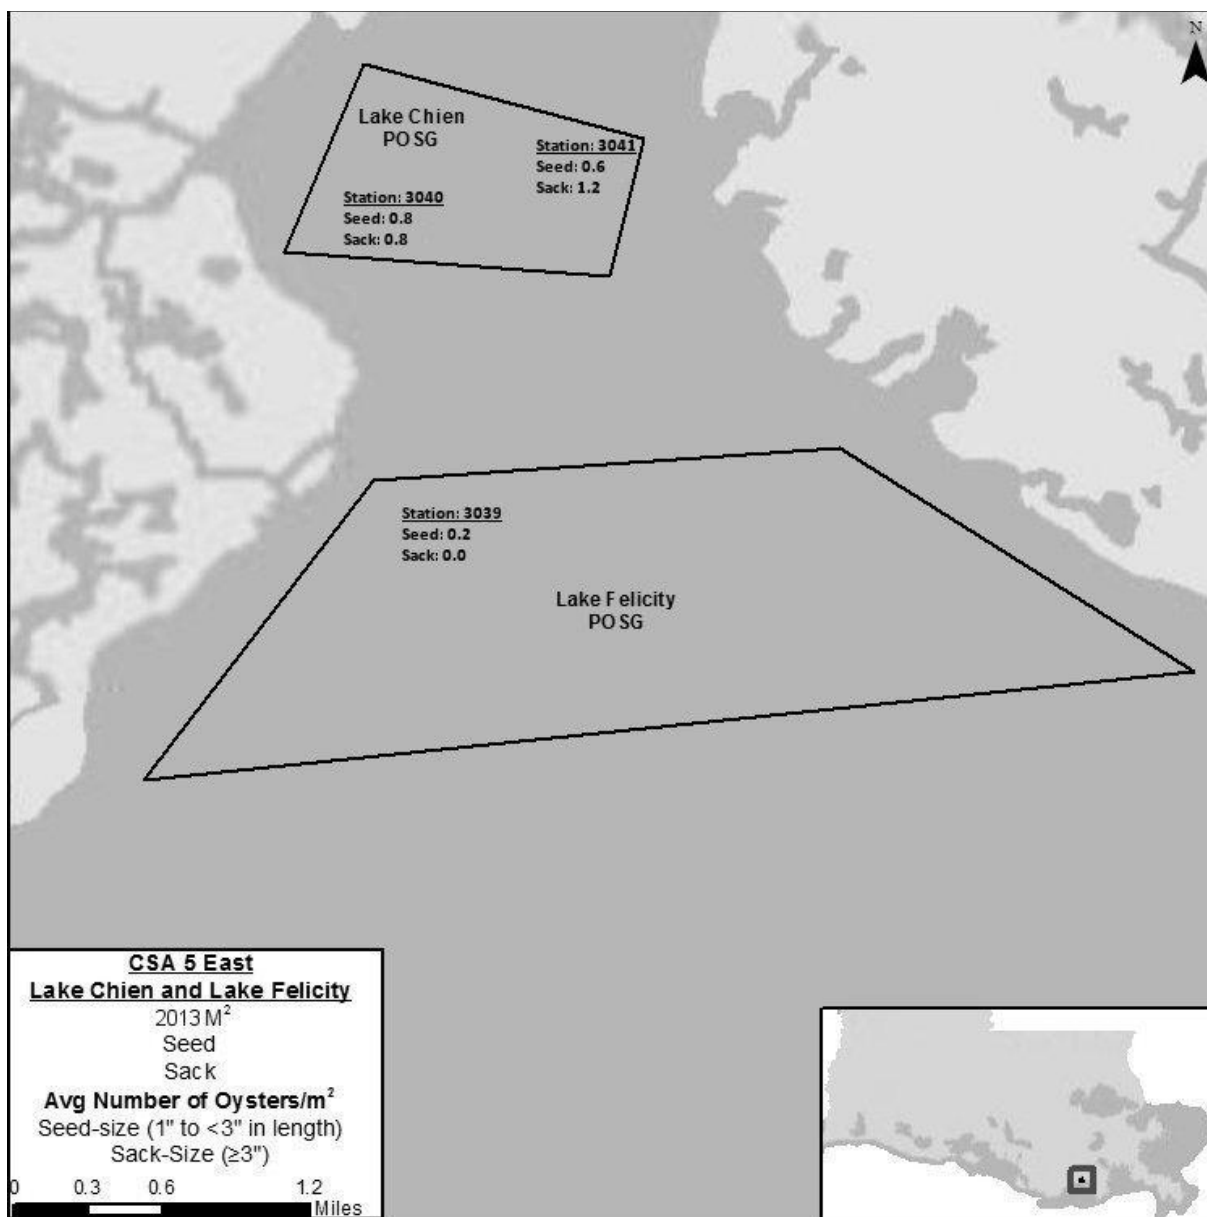 N
Lake Chien
POSG
Station: 3041
Seed: 0.6
Sack: 1.2
Station: 3040
Seed: 0.8
Sack: 0.8
Station: 3039
Seed: 0.2
Sack: 0.0
Lake Felicity
POSG
CSA 5 East
Lake Chien and Lake Felicity
2013 M²
Seed
Sack
Avg Number of Oysters/m²
Seed-size (1" to <3" in length)
Sack-Size (≥3")
0 0.3 0.6 1.2
Miles